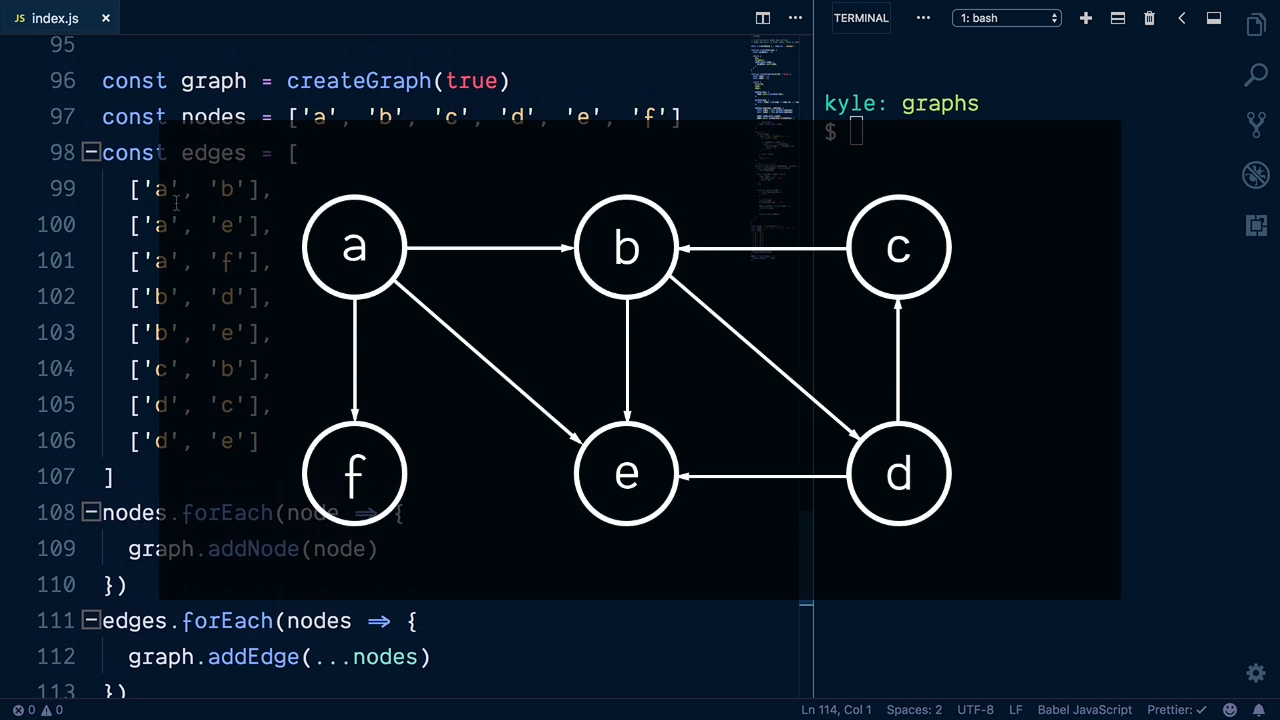 JS index.js ×
TERMINAL ··· 1: bash
95
96 const graph = createGraph(true)
97 const nodes = ['a' 'b' 'c' 'd' 'e' 'f']
98 const edges = [
99 ['a', 'b'],
100 ['a', 'e'],
101 ['a', 'f'],
102 ['b', 'd'],
103 ['b', 'e'],
104 ['c', 'b'],
105 ['d', 'c'],
106 ['d', 'e']
107 ]
108 nodes.forEach(node => {
109 graph.addNode(node)
110 })
111 edges.forEach(nodes => {
112 graph.addEdge(...nodes)
113 })
kyle: graphs
$
a b c
f e d
0 0 Ln 114, Col 1 Spaces: 2 UTF-8 LF Babel JavaScript Prettier: ✓